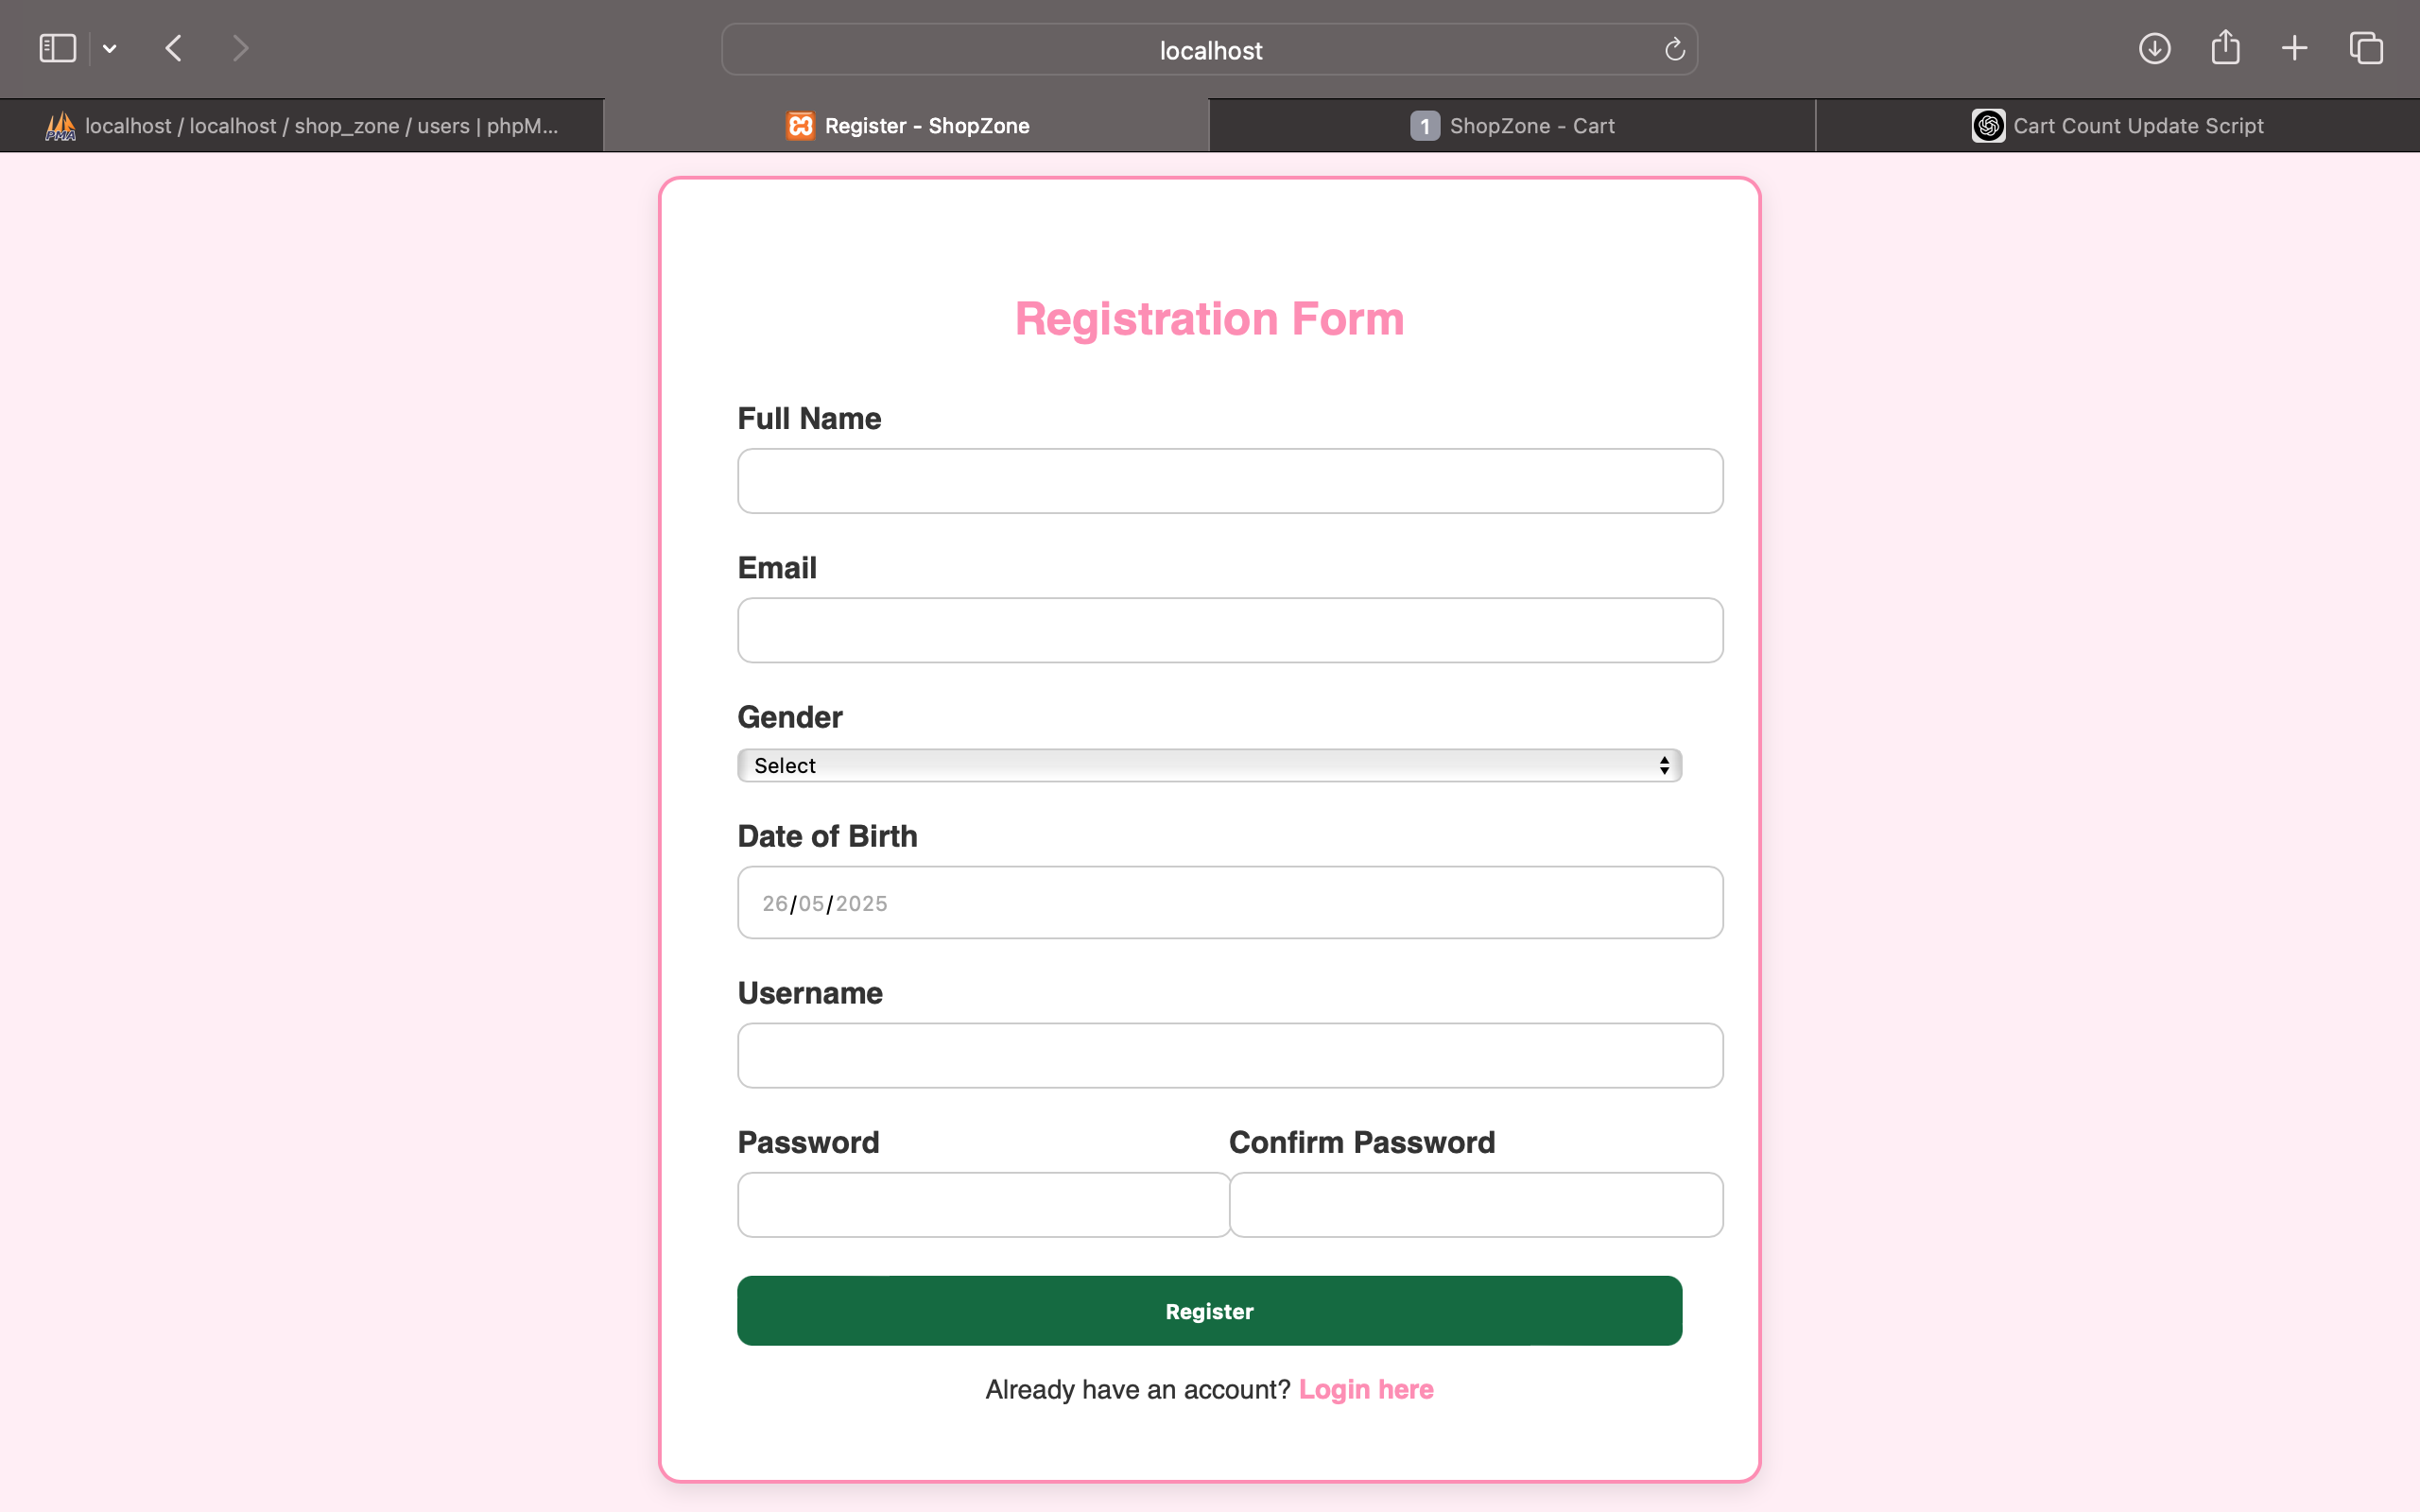 localhost
localhost / localhost / shop_zone / users | phpM...
Register - ShopZone
1 ShopZone - Cart
Cart Count Update Script
Registration Form
Full Name
Email
Gender
Select
Date of Birth
26/05/2025
Username
Password Confirm Password
Register
Already have an account? Login here